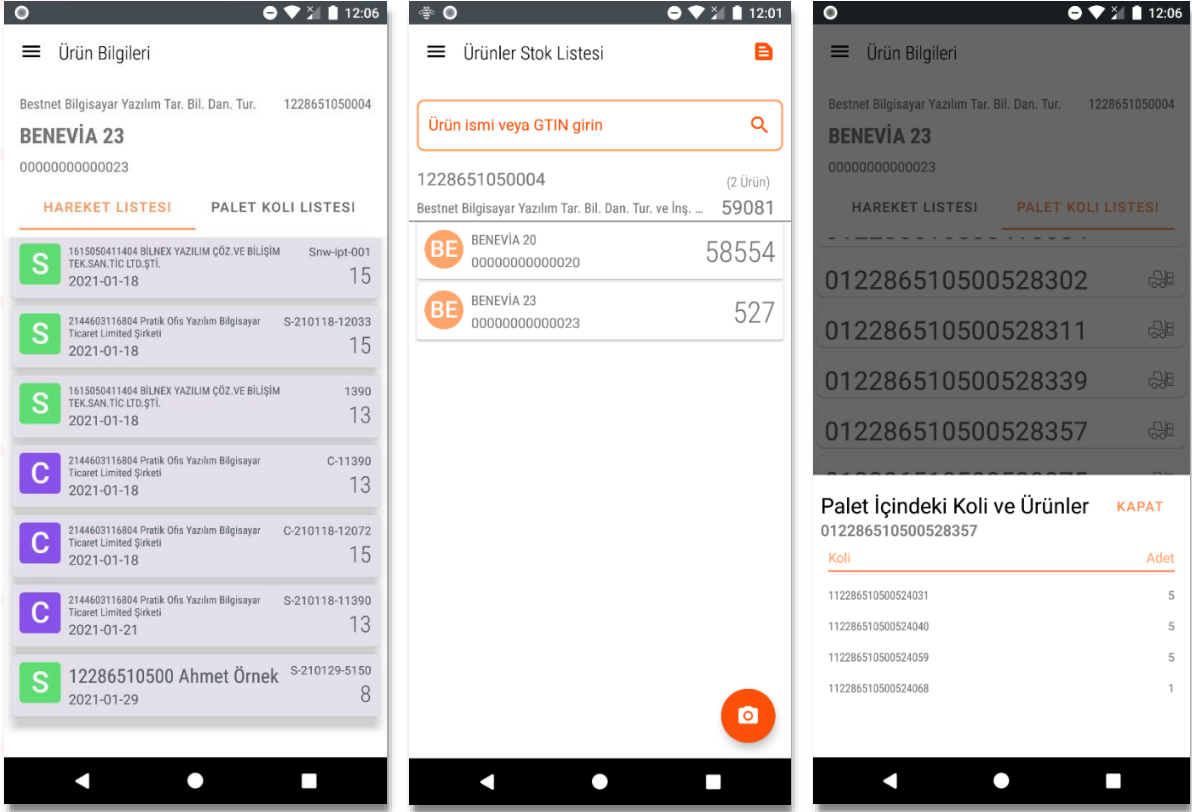 12:06
Ürün Bilgileri
Bestnet Bilgisayar Yazılım Tar. Bil. Dan. Tur. 1228651050004
BENEVİA 23
00000000000023
HAREKET LISTESI PALET KOLI LISTESI
S
1615050411404 BİLNEX YAZILIM ÇÖZ.VE BİLİŞİM Snw-ipt-001
TEK.SAN.TİC LTD.ŞTİ.
2021-01-18 15
S
2144603116804 Pratik Ofis Yazılım Bilgisayar S-210118-12033
Ticaret Limited Şirketi
2021-01-18 15
S
1615050411404 BİLNEX YAZILIM ÇÖZ.VE BİLİŞİM 1390
TEK.SAN.TİC LTD.ŞTİ.
2021-01-18 13
C
2144603116804 Pratik Ofis Yazılım Bilgisayar C-11390
Ticaret Limited Şirketi
2021-01-18 13
C
2144603116804 Pratik Ofis Yazılım Bilgisayar C-210118-12072
Ticaret Limited Şirketi
2021-01-18 15
C
2144603116804 Pratik Ofis Yazılım Bilgisayar S-210118-11390
Ticaret Limited Şirketi
2021-01-21 13
S
12286510500 Ahmet Örnek S-210129-5150
2021-01-29 8
12:01
Ürünler Stok Listesi
Ürün ismi veya GTIN girin
1228651050004 (2 Ürün)
Bestnet Bilgisayar Yazılım Tar. Bil. Dan. Tur. ve İnş. ... 59081
BE
BENEVİA 20
00000000000020 58554
BE
BENEVİA 23
00000000000023 527
12:06
Ürün Bilgileri
Bestnet Bilgisayar Yazılım Tar. Bil. Dan. Tur. 1228651050004
BENEVİA 23
00000000000023
HAREKET LISTESI PALET KOLI LISTESI
012286510500528302
012286510500528311
012286510500528339
012286510500528357
Palet İçindeki Koli ve Ürünler KAPAT
012286510500528357
Koli Adet
112286510500524031 5
112286510500524040 5
112286510500524059 5
112286510500524068 1